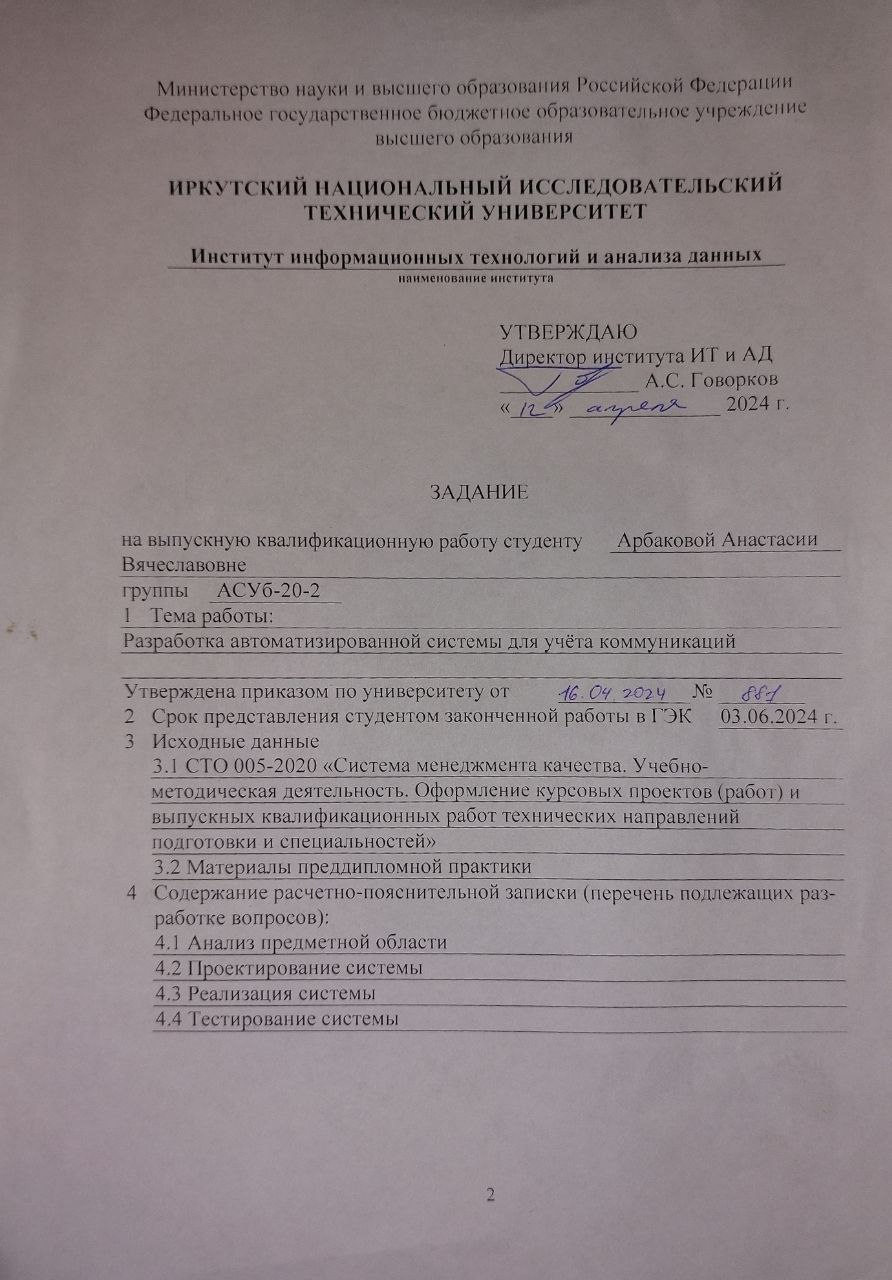 Министерство науки и высшего образования Российской Федерации
Федеральное государственное бюджетное образовательное учреждение
высшего образования
ИРКУТСКИЙ НАЦИОНАЛЬНЫЙ ИССЛЕДОВАТЕЛЬСКИЙ
ТЕХНИЧЕСКИЙ УНИВЕРСИТЕТ
Институт информационных технологий и анализа данных
наименование института
УТВЕРЖДАЮ
Директор института ИТ и АД
А.С. Говорков
« 12 » апреля 2024 г.
ЗАДАНИЕ
на выпускную квалификационную работу студенту Арбаковой Анастасии
Вячеславовне
группы АСУб-20-2
1 Тема работы:
Разработка автоматизированной системы для учёта коммуникаций
Утверждена приказом по университету от 16.04.2024 № 881
2 Срок представления студентом законченной работы в ГЭК 03.06.2024 г.
3 Исходные данные
3.1 СТО 005-2020 «Система менеджмента качества. Учебно-
методическая деятельность. Оформление курсовых проектов (работ) и
выпускных квалификационных работ технических направлений
подготовки и специальностей»
3.2 Материалы преддипломной практики
4 Содержание расчетно-пояснительной записки (перечень подлежащих раз-
работке вопросов):
4.1 Анализ предметной области
4.2 Проектирование системы
4.3 Реализация системы
4.4 Тестирование системы
2